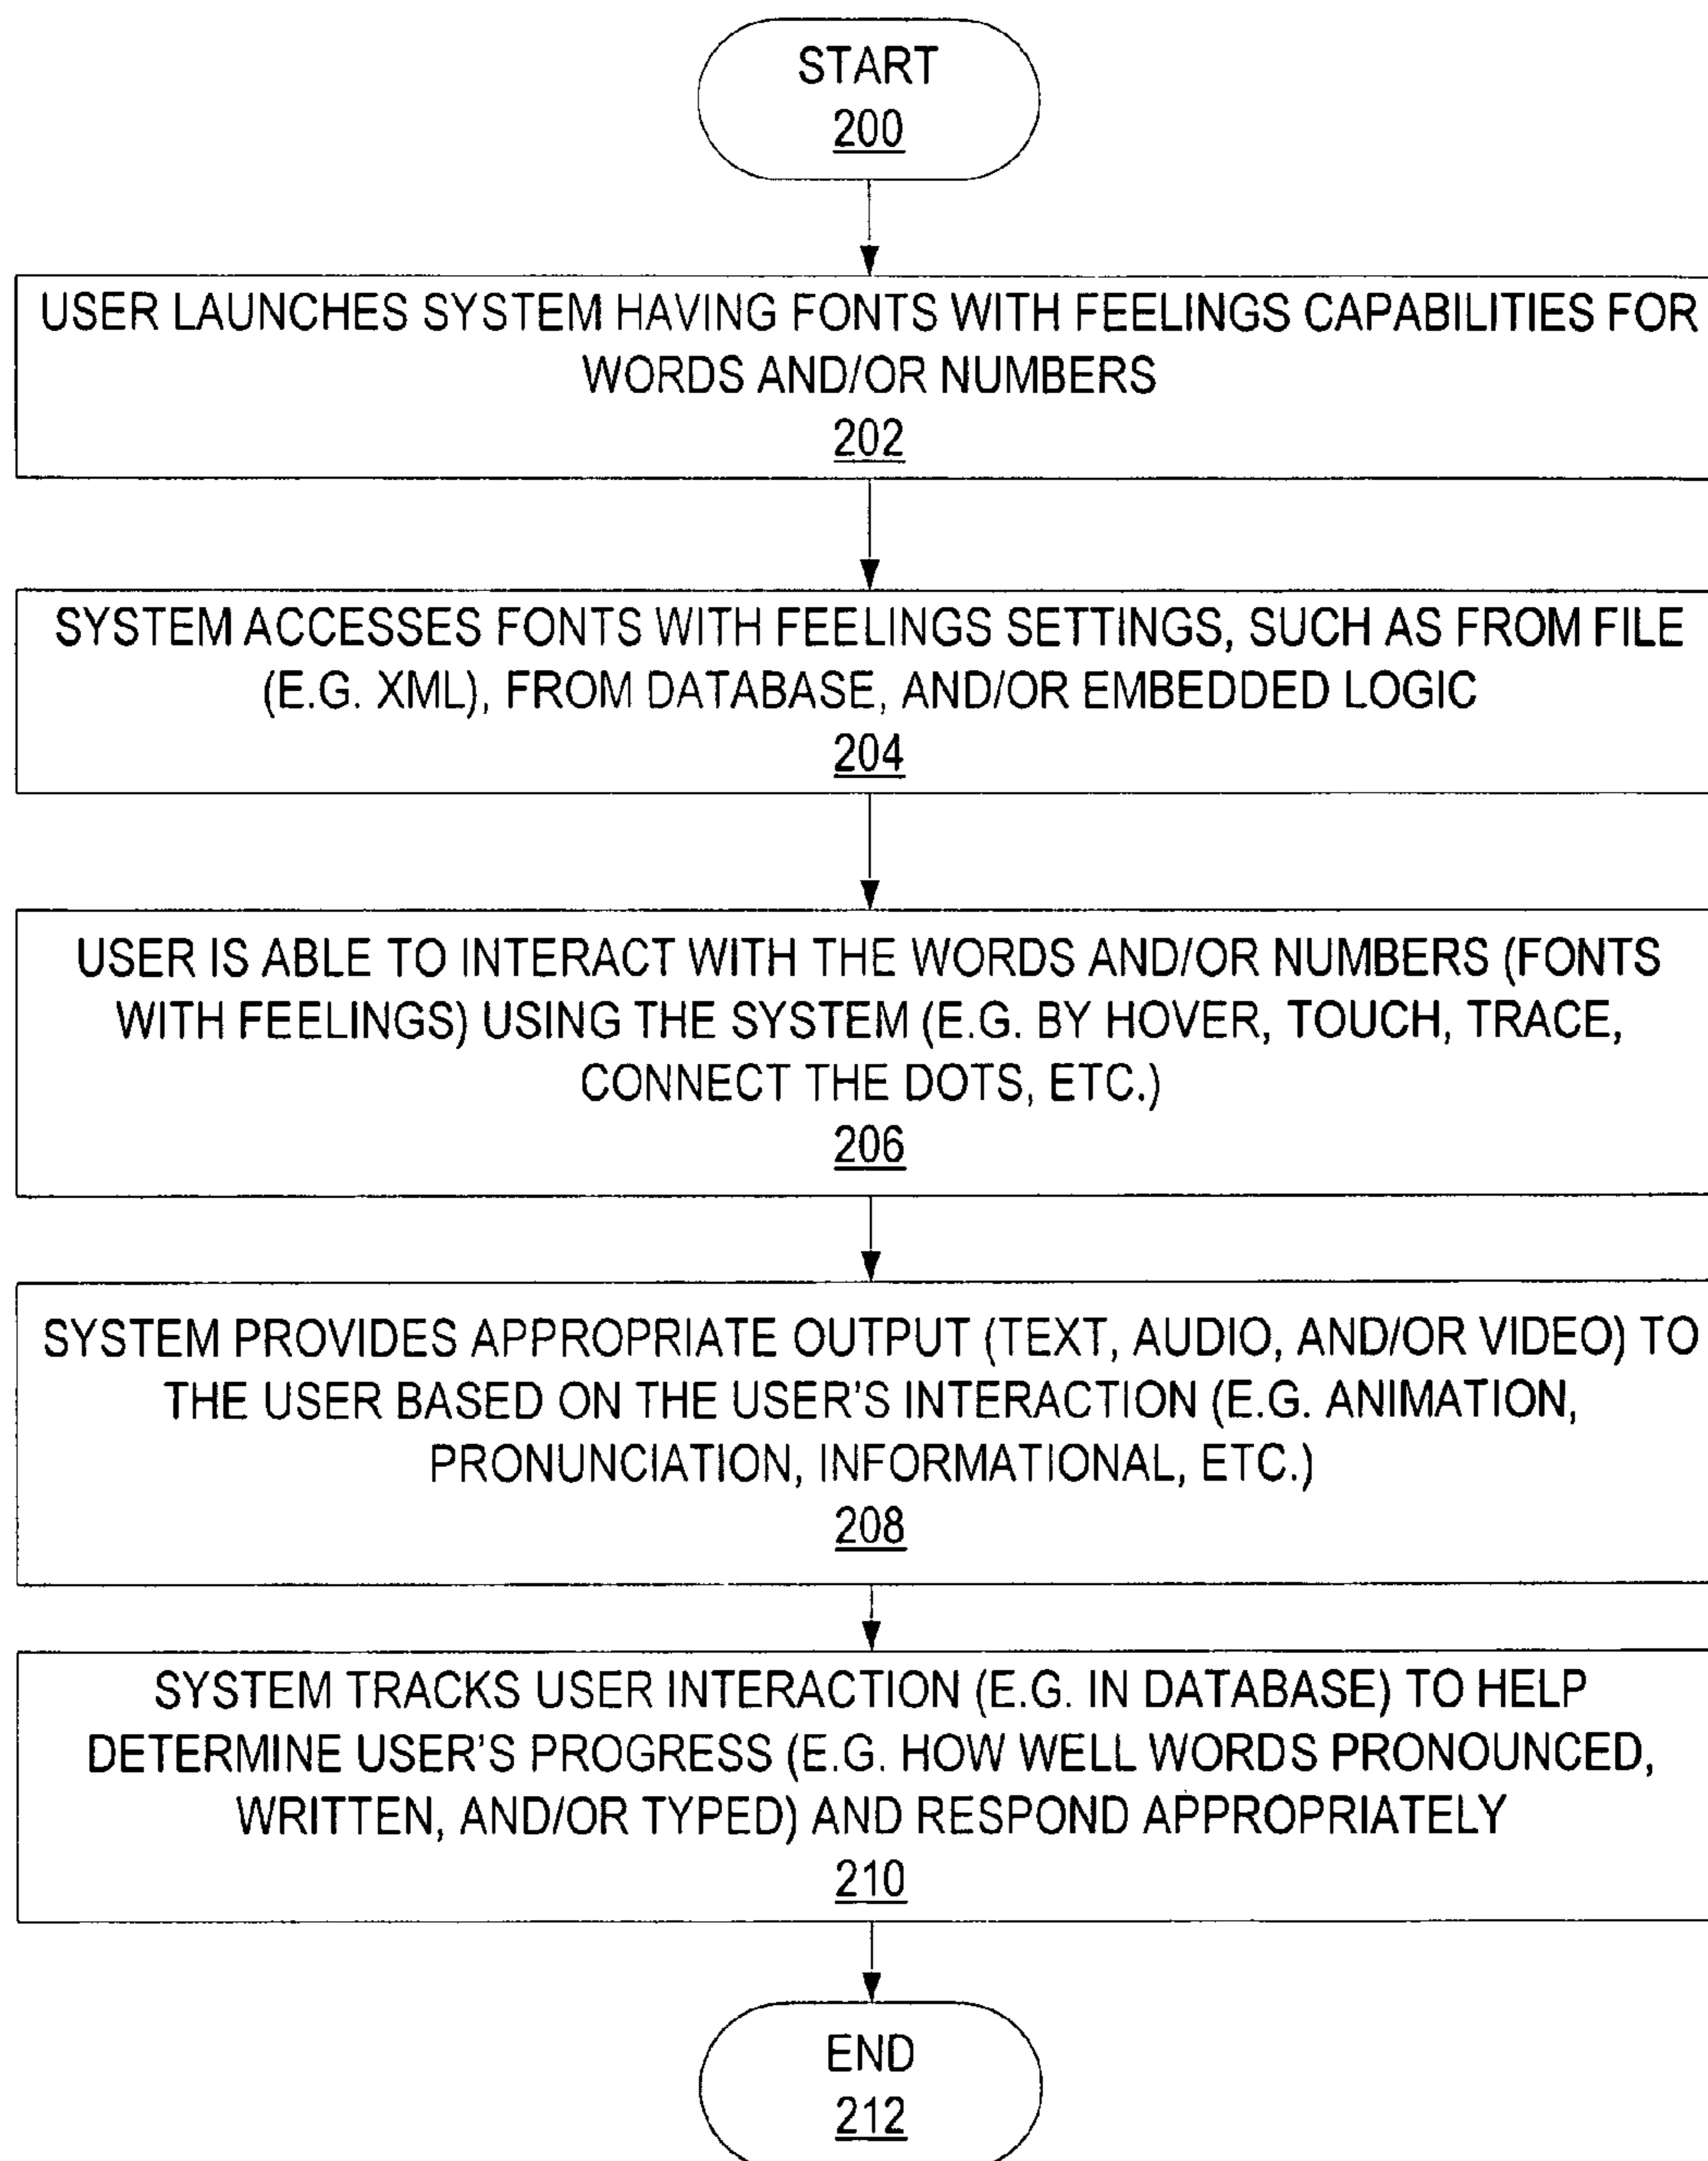 START
200
USER LAUNCHES SYSTEM HAVING FONTS WITH FEELINGS CAPABILITIES FOR
WORDS AND/OR NUMBERS
202
SYSTEM ACCESSES FONTS WITH FEELINGS SETTINGS, SUCH AS FROM FILE
(E.G. XML), FROM DATABASE, AND/OR EMBEDDED LOGIC
204
USER IS ABLE TO INTERACT WITH THE WORDS AND/OR NUMBERS (FONTS
WITH FEELINGS) USING THE SYSTEM (E.G. BY HOVER, TOUCH, TRACE,
CONNECT THE DOTS, ETC.)
206
SYSTEM PROVIDES APPROPRIATE OUTPUT (TEXT, AUDIO, AND/OR VIDEO) TO
THE USER BASED ON THE USER'S INTERACTION (E.G. ANIMATION,
PRONUNCIATION, INFORMATIONAL, ETC.)
208
SYSTEM TRACKS USER INTERACTION (E.G. IN DATABASE) TO HELP
DETERMINE USER'S PROGRESS (E.G. HOW WELL WORDS PRONOUNCED,
WRITTEN, AND/OR TYPED) AND RESPOND APPROPRIATELY
210
END
212